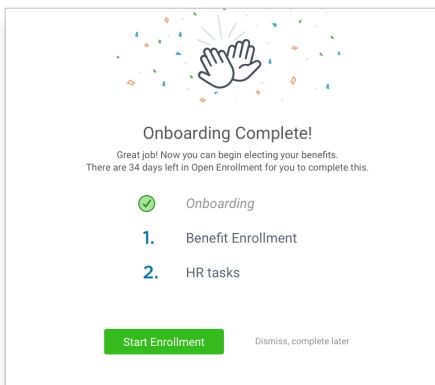 Onboarding Complete!
Great job! Now you can begin electing your benefits.
There are 34 days left in Open Enrollment for you to complete this.
Onboarding
1. Benefit Enrollment
2. HR tasks
Start Enrollment Dismiss, complete later